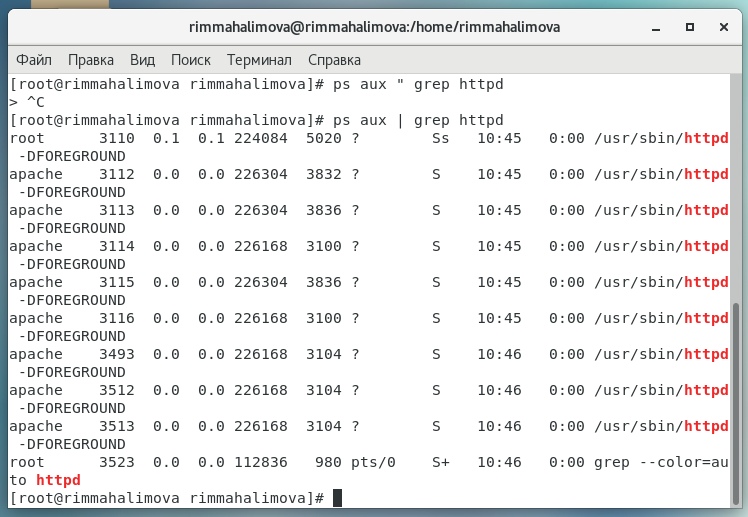 rimmahalimova@rimmahalimova:/home/rimmahalimova
Файл Правка Вид Поиск Терминал Справка
[root@rimmahalimova rimmahalimova]# ps aux " grep httpd
> ^C
[root@rimmahalimova rimmahalimova]# ps aux | grep httpd
root      3110  0.1  0.1 224084  5020 ?        Ss   10:45   0:00 /usr/sbin/httpd
 -DFOREGROUND
apache    3112  0.0  0.0 226304  3832 ?        S    10:45   0:00 /usr/sbin/httpd
 -DFOREGROUND
apache    3113  0.0  0.0 226304  3836 ?        S    10:45   0:00 /usr/sbin/httpd
 -DFOREGROUND
apache    3114  0.0  0.0 226168  3100 ?        S    10:45   0:00 /usr/sbin/httpd
 -DFOREGROUND
apache    3115  0.0  0.0 226304  3836 ?        S    10:45   0:00 /usr/sbin/httpd
 -DFOREGROUND
apache    3116  0.0  0.0 226168  3100 ?        S    10:45   0:00 /usr/sbin/httpd
 -DFOREGROUND
apache    3493  0.0  0.0 226168  3104 ?        S    10:46   0:00 /usr/sbin/httpd
 -DFOREGROUND
apache    3512  0.0  0.0 226168  3104 ?        S    10:46   0:00 /usr/sbin/httpd
 -DFOREGROUND
apache    3513  0.0  0.0 226168  3104 ?        S    10:46   0:00 /usr/sbin/httpd
 -DFOREGROUND
root      3523  0.0  0.0 112836   980 pts/0    S+   10:46   0:00 grep --color=au
to httpd
[root@rimmahalimova rimmahalimova]#